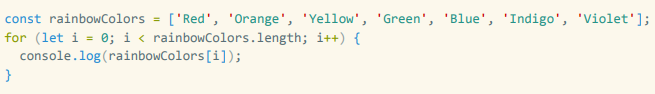 const rainbowColors = ['Red', 'Orange', 'Yellow', 'Green', 'Blue', 'Indigo', 'Violet'];
for (let i = 0; i < rainbowColors.length; i++) {
  console.log(rainbowColors[i]);
}